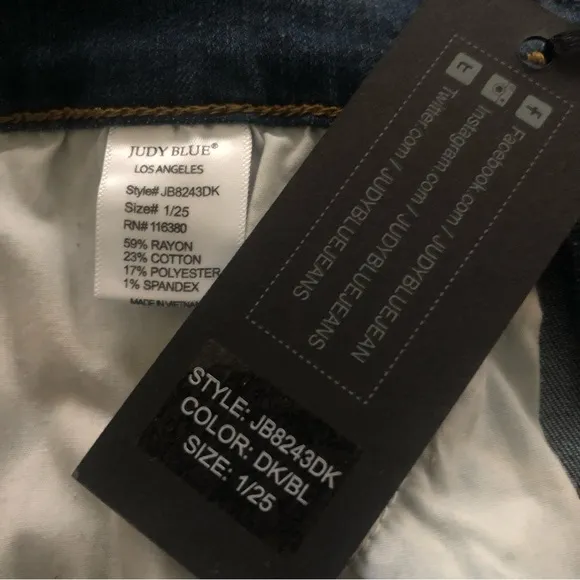 JUDY BLUE®
LOS ANGELES
Style# JB8243DK
Size# 1/25
RN# 116380
59% RAYON
23% COTTON
17% POLYESTER
1% SPANDEX
MADE IN VIETNAM
Facebook.com / JUDYBLUEJEAN
Instagram.com / JUDYBLUEJEANS
Twitter.com / JUDYBLUEJEANS
STYLE: JB8243DK
COLOR: DK/BL
SIZE: 1/25